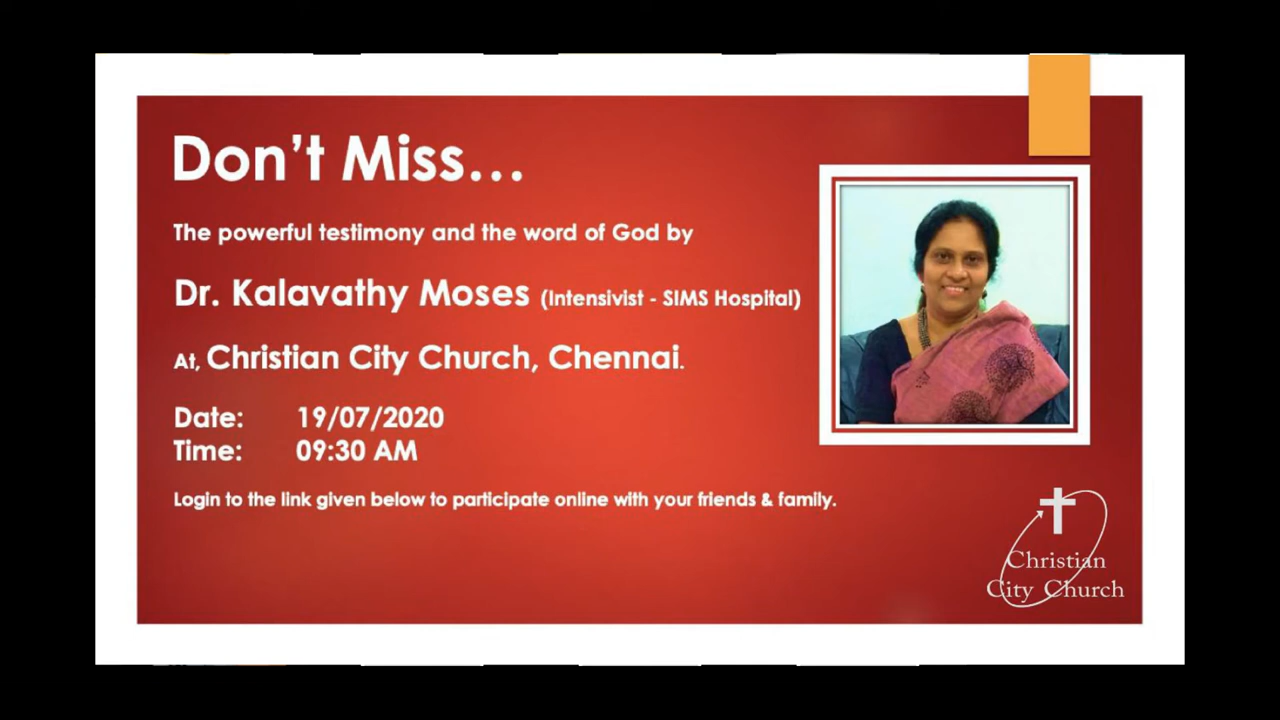 Don't Miss...
The powerful testimony and the word of God by
Dr. Kalavathy Moses (Intensivist - SIMS Hospital)
At, Christian City Church, Chennai.
Date: 19/07/2020
Time: 09:30 AM
Login to the link given below to participate online with your friends & family.
Christian
City Church